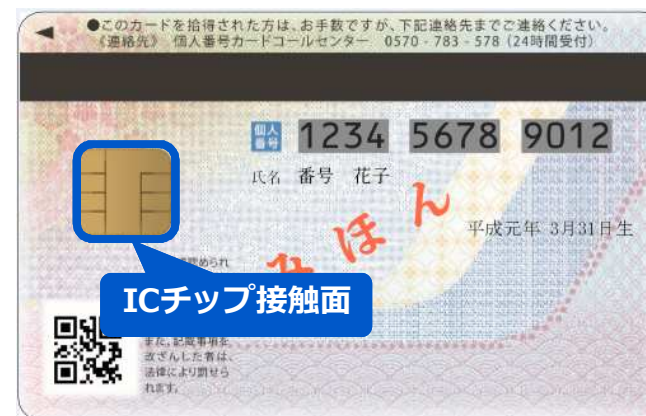 ●このカードを拾得された方は、お手数ですが、下記連絡先までご連絡ください。
《連絡先》 個人番号カードコールセンター 0570-783-578（24時間受付）
個人番号 1234 5678 9012
氏名 番号 花子
みほん
平成元年 3月31日生
められ
ICチップ接触面
また、記載事項を
改ざんした者は、
法律により罰せら
れます。